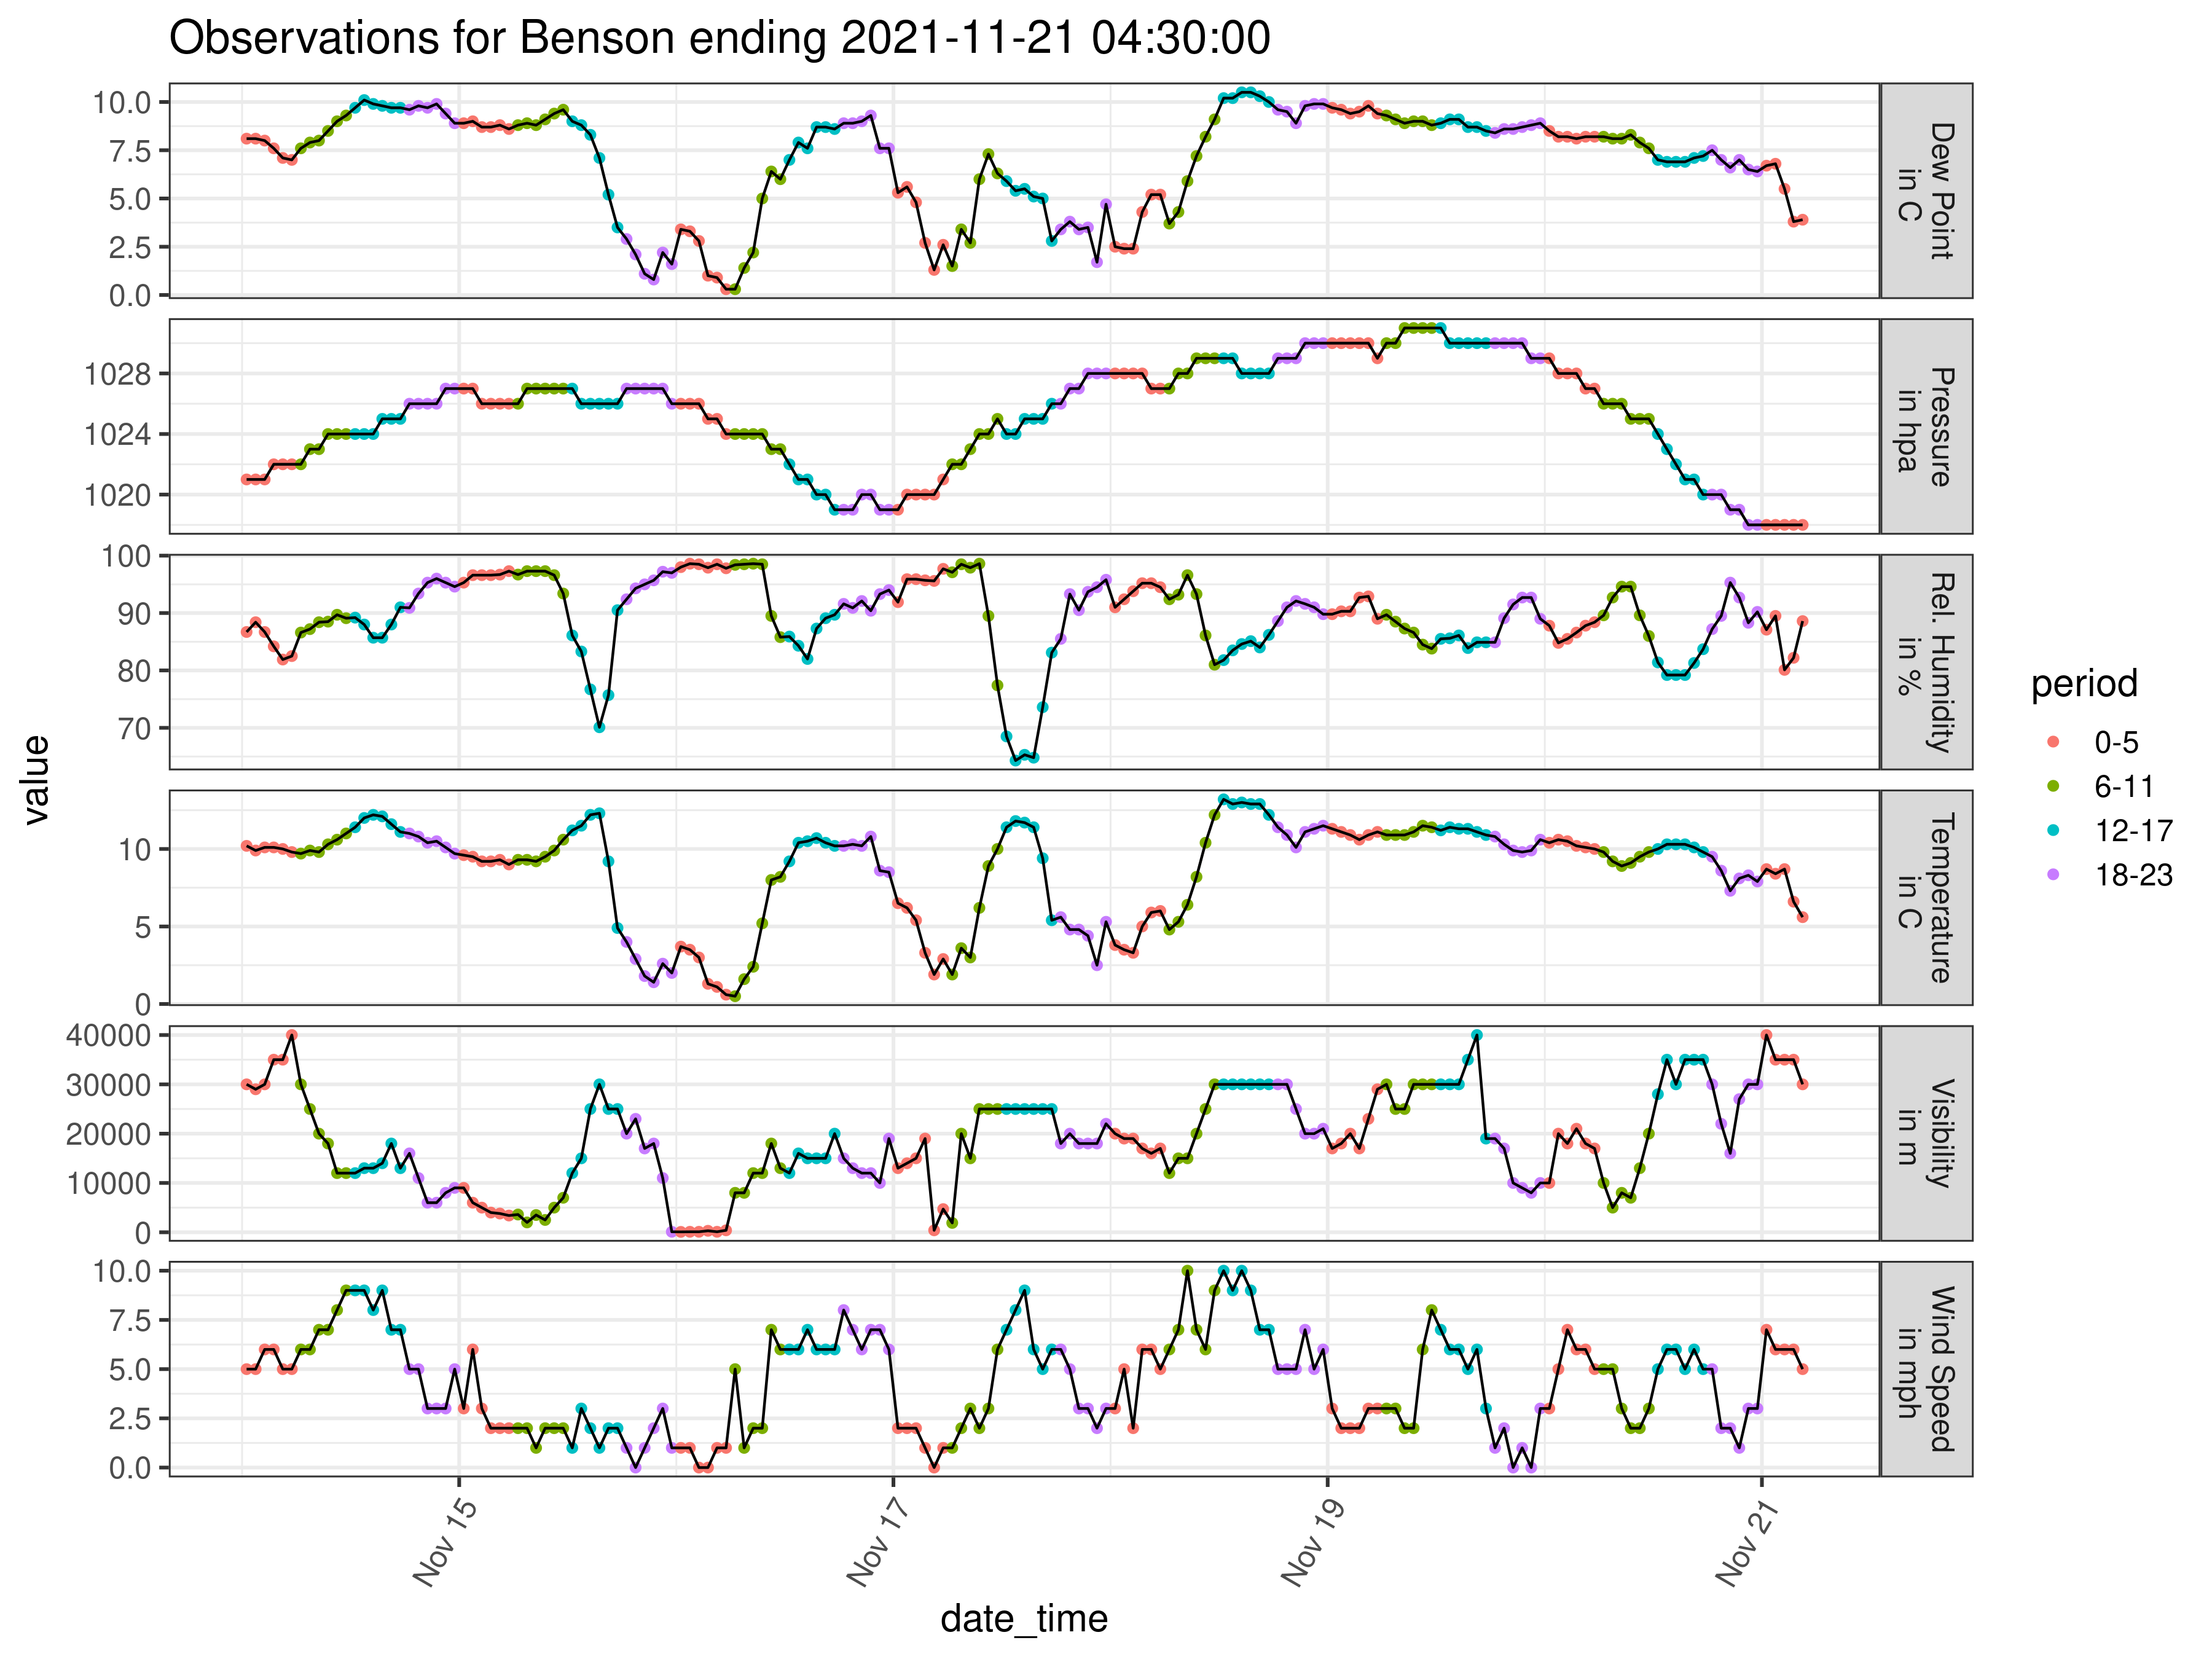 Observations for Benson ending 2021-11-21 04:30:00
value
10.0
7.5
5.0
2.5
0.0
Dew Point
in C
1028
1024
1020
Pressure
in hpa
100
90
80
70
Rel. Humidity
in %
10
5
0
Temperature
in C
40000
30000
20000
10000
0
Visibility
in m
10.0
7.5
5.0
2.5
0.0
Wind Speed
in mph
Nov 15
Nov 17
Nov 19
Nov 21
date_time
period
0-5
6-11
12-17
18-23